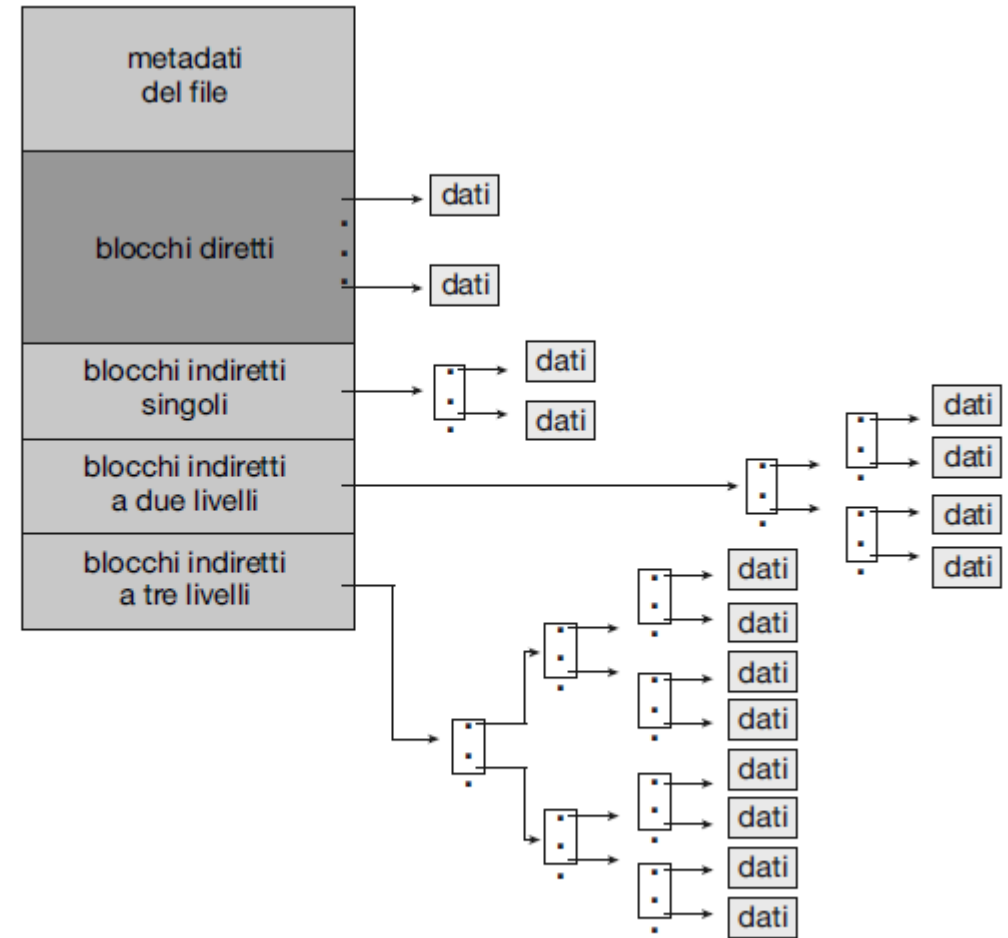 metadati
del file
blocchi diretti
dati
dati
blocchi indiretti
singoli
dati
dati
blocchi indiretti
a due livelli
dati
dati
dati
dati
blocchi indiretti
a tre livelli
dati
dati
dati
dati
dati
dati
dati
dati